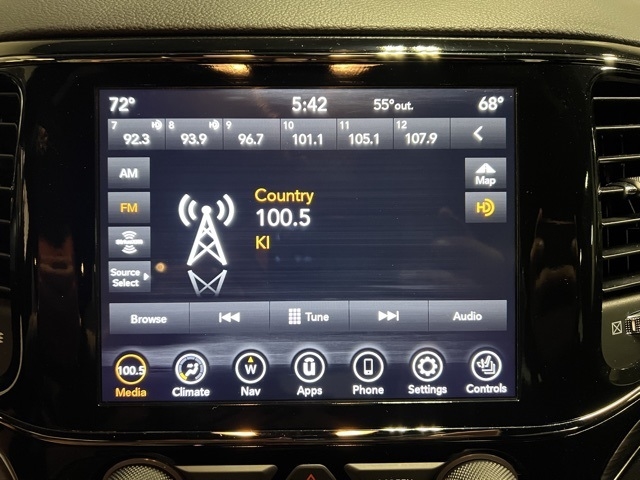 72° 5:42 55°out. 68°
7 HD 8 HD 9 10 11 12
92.3 93.9 96.7 101.1 105.1 107.9
AM
Map
FM
HD
Country
100.5
KI
Source
Select
Browse Tune Audio
100.5 W
Media Climate Nav Apps Phone Settings Controls